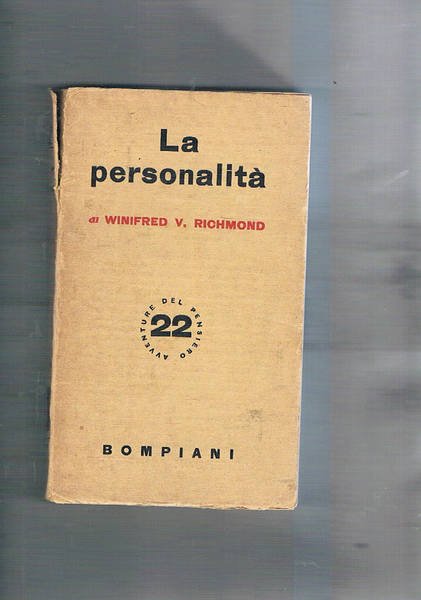 La
personalità
di WINIFRED V. RICHMOND
AVVENTURE DEL PENSIERO
22
BOMPIANI